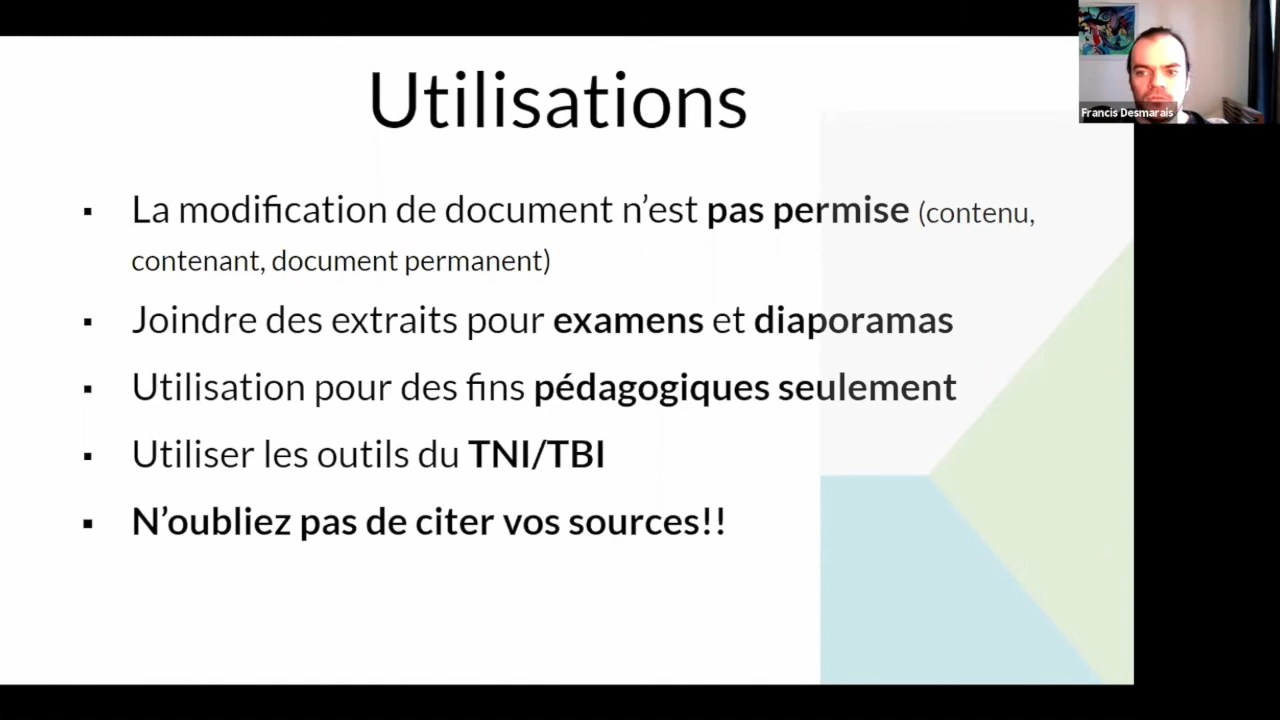 Utilisations
Francis Desmarais
▪ La modification de document n’est pas permise (contenu,
contenant, document permanent)
▪ Joindre des extraits pour examens et diaporamas
▪ Utilisation pour des fins pédagogiques seulement
▪ Utiliser les outils du TNI/TBI
▪ N’oubliez pas de citer vos sources!!